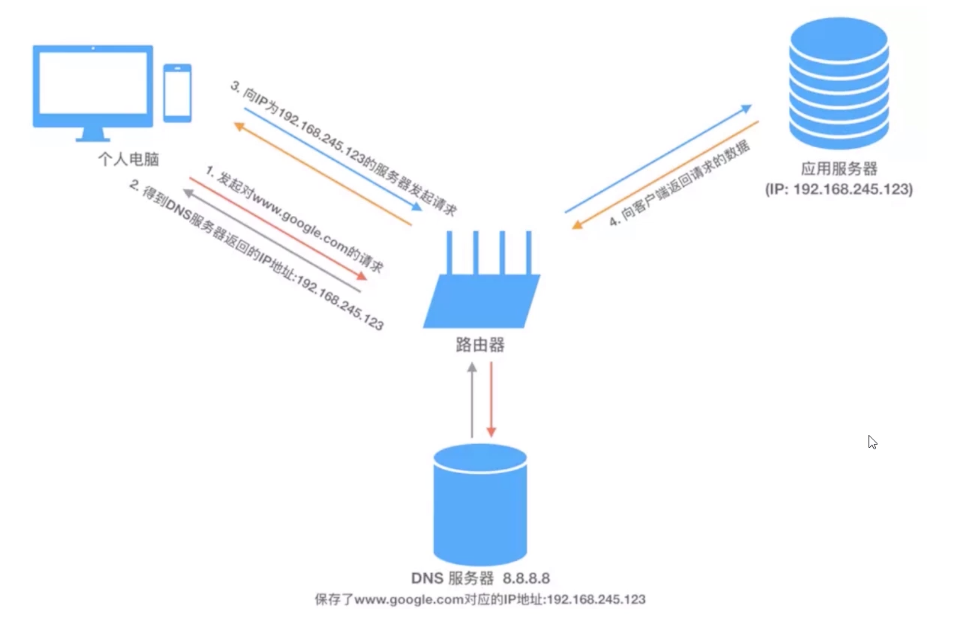 3. 向IP为192.168.245.123的服务器发起请求
个人电脑
1. 发起对www.google.com的请求
2. 得到DNS服务器返回的IP地址:192.168.245.123
4. 向客户端返回请求的数据
应用服务器
(IP: 192.168.245.123)
路由器
DNS 服务器 8.8.8.8
保存了www.google.com对应的IP地址:192.168.245.123